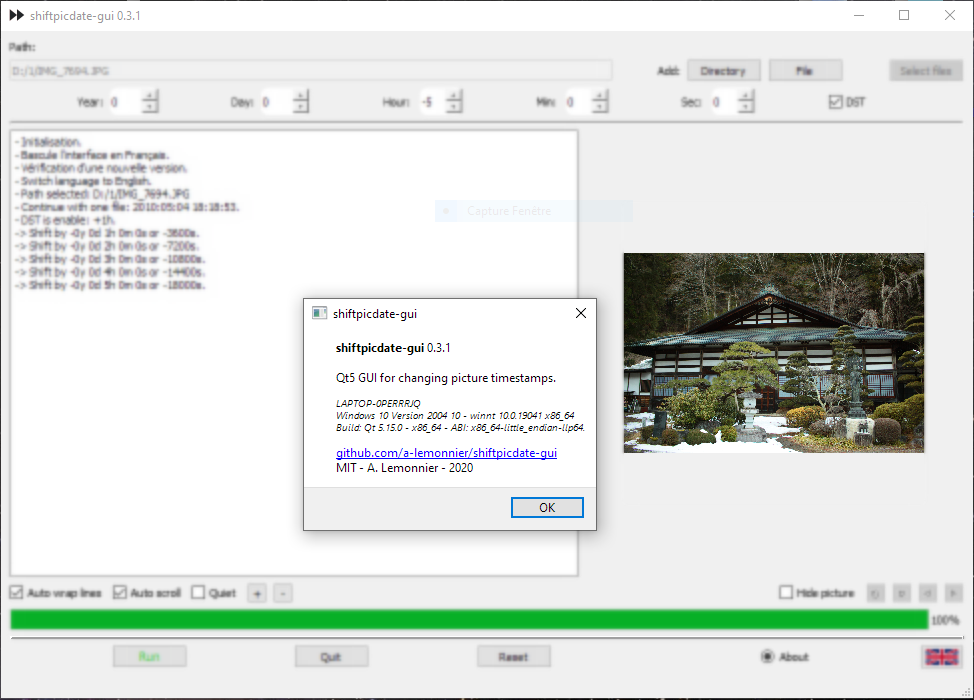 shiftpicdate-gui 0.3.1
Path:
D:/1/IMG_7694.JPG
Add: Directory File Select files
Year: 0 Day: 0 Hour: -5 Min: 0 Sec: 0 DST
- Initialisation.
- Bascule l'interface en Français.
- Vérification d'une nouvelle version.
- Switch language to English.
- Path selected: D:/1/IMG_7694.JPG
- Continue with one file: 2010:05:04 18:18:53.
- DST is enable: +1h.
-> Shift by -0y 0d 1h 0m 0s or -3600s.
-> Shift by -0y 0d 2h 0m 0s or -7200s.
-> Shift by -0y 0d 3h 0m 0s or -10800s.
-> Shift by -0y 0d 4h 0m 0s or -14400s.
-> Shift by -0y 0d 5h 0m 0s or -18000s.
Capture Fenêtre
shiftpicdate-gui
shiftpicdate-gui 0.3.1
Qt5 GUI for changing picture timestamps.
LAPTOP-0PERRRJQ
Windows 10 Version 2004 10 - winnt 10.0.19041 x86_64
Build: Qt 5.15.0 - x86_64 - ABI: x86_64-little_endian-llp64.
github.com/a-lemonnier/shiftpicdate-gui
MIT - A. Lemonnier - 2020
OK
Auto wrap lines Auto scroll Quiet + - Hide picture
100%
Run Quit Reset About